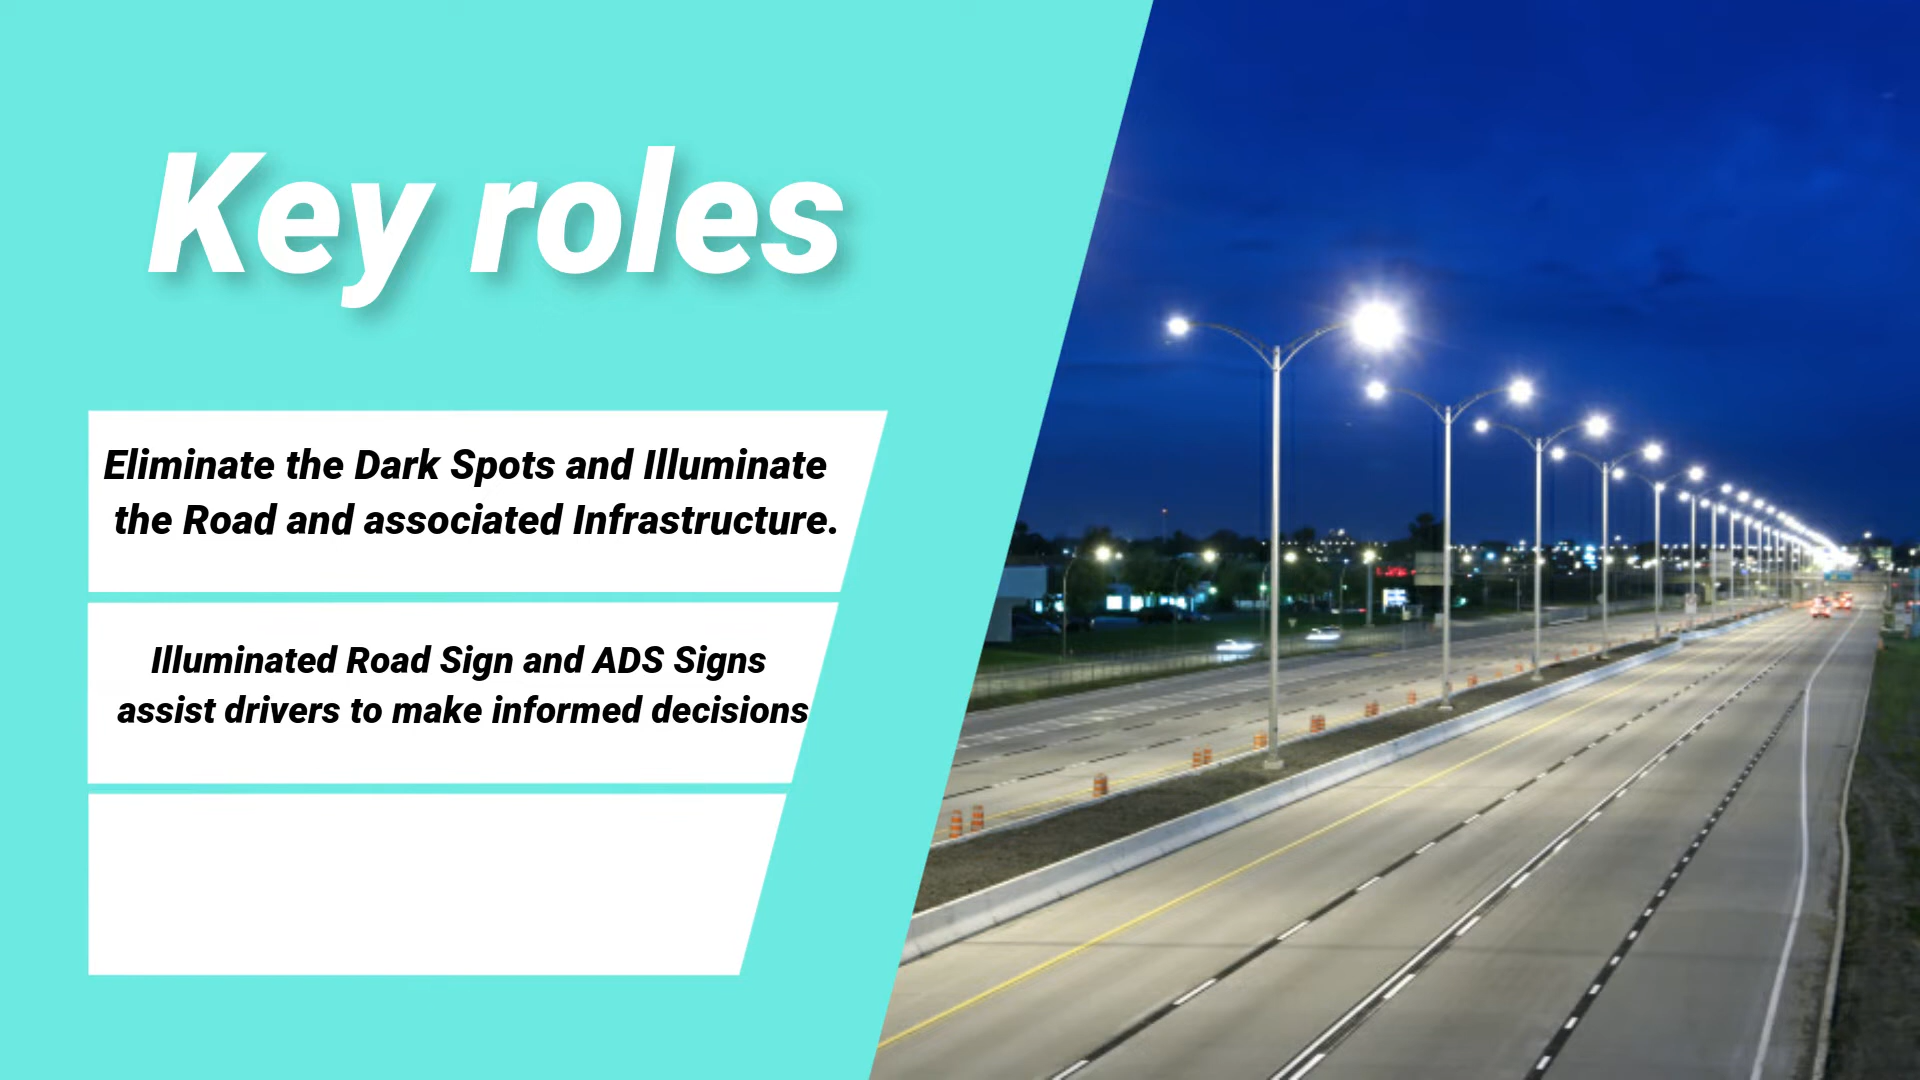 Key roles
Eliminate the Dark Spots and Illuminate
the Road and associated Infrastructure.
Illuminated Road Sign and ADS Signs
assist drivers to make informed decisions